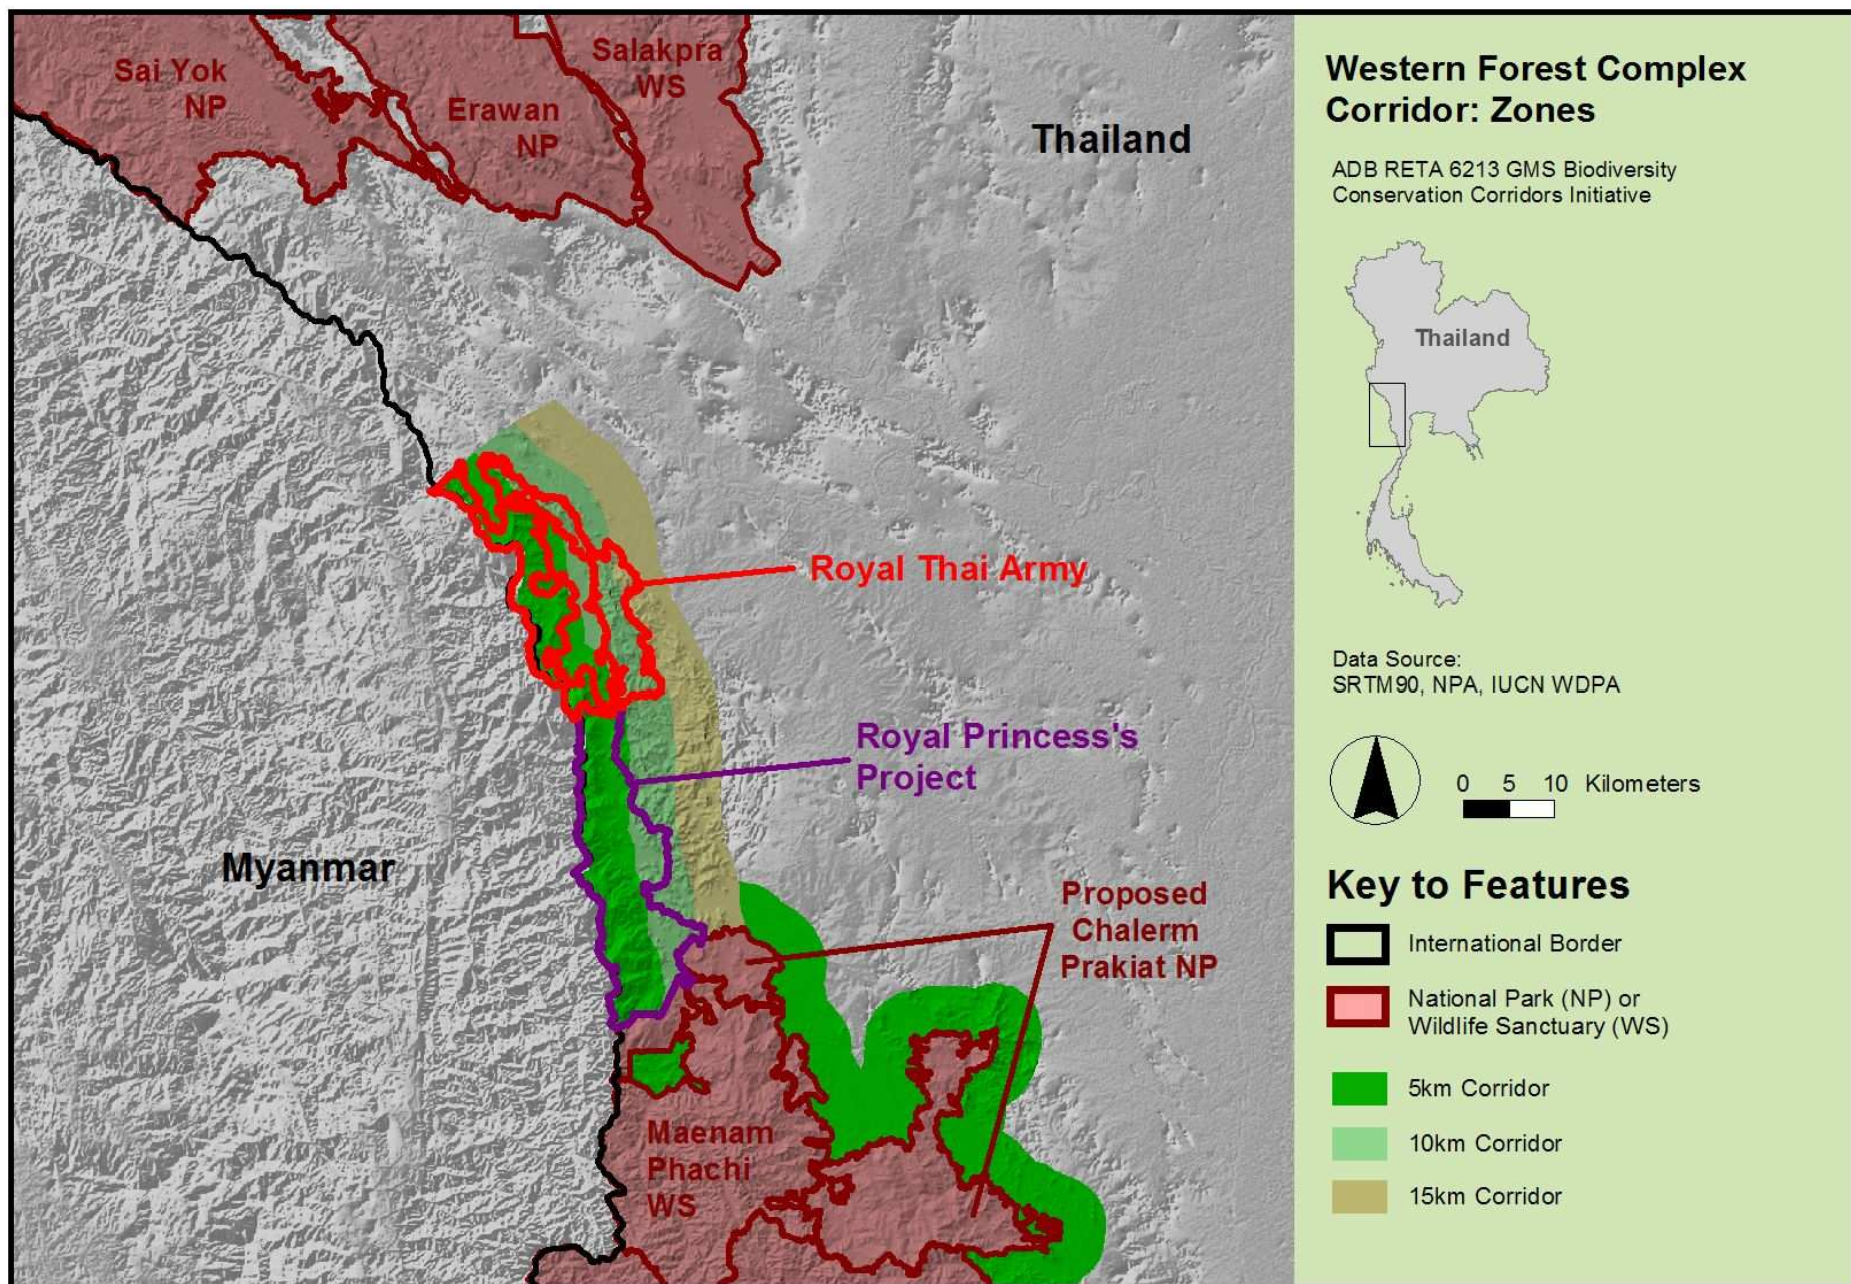 Sai Yok
NP
Erawan
NP
Salakpra
WS
Thailand
Royal Thai Army
Royal Princess's
Project
Myanmar
Proposed
Chalerm
Prakiat NP
Maenam
Phachi
WS
Western Forest Complex
Corridor: Zones
ADB RETA 6213 GMS Biodiversity
Conservation Corridors Initiative
Thailand
Data Source:
SRTM90, NPA, IUCN WDPA
0 5 10 Kilometers
Key to Features
International Border
National Park (NP) or
Wildlife Sanctuary (WS)
5km Corridor
10km Corridor
15km Corridor